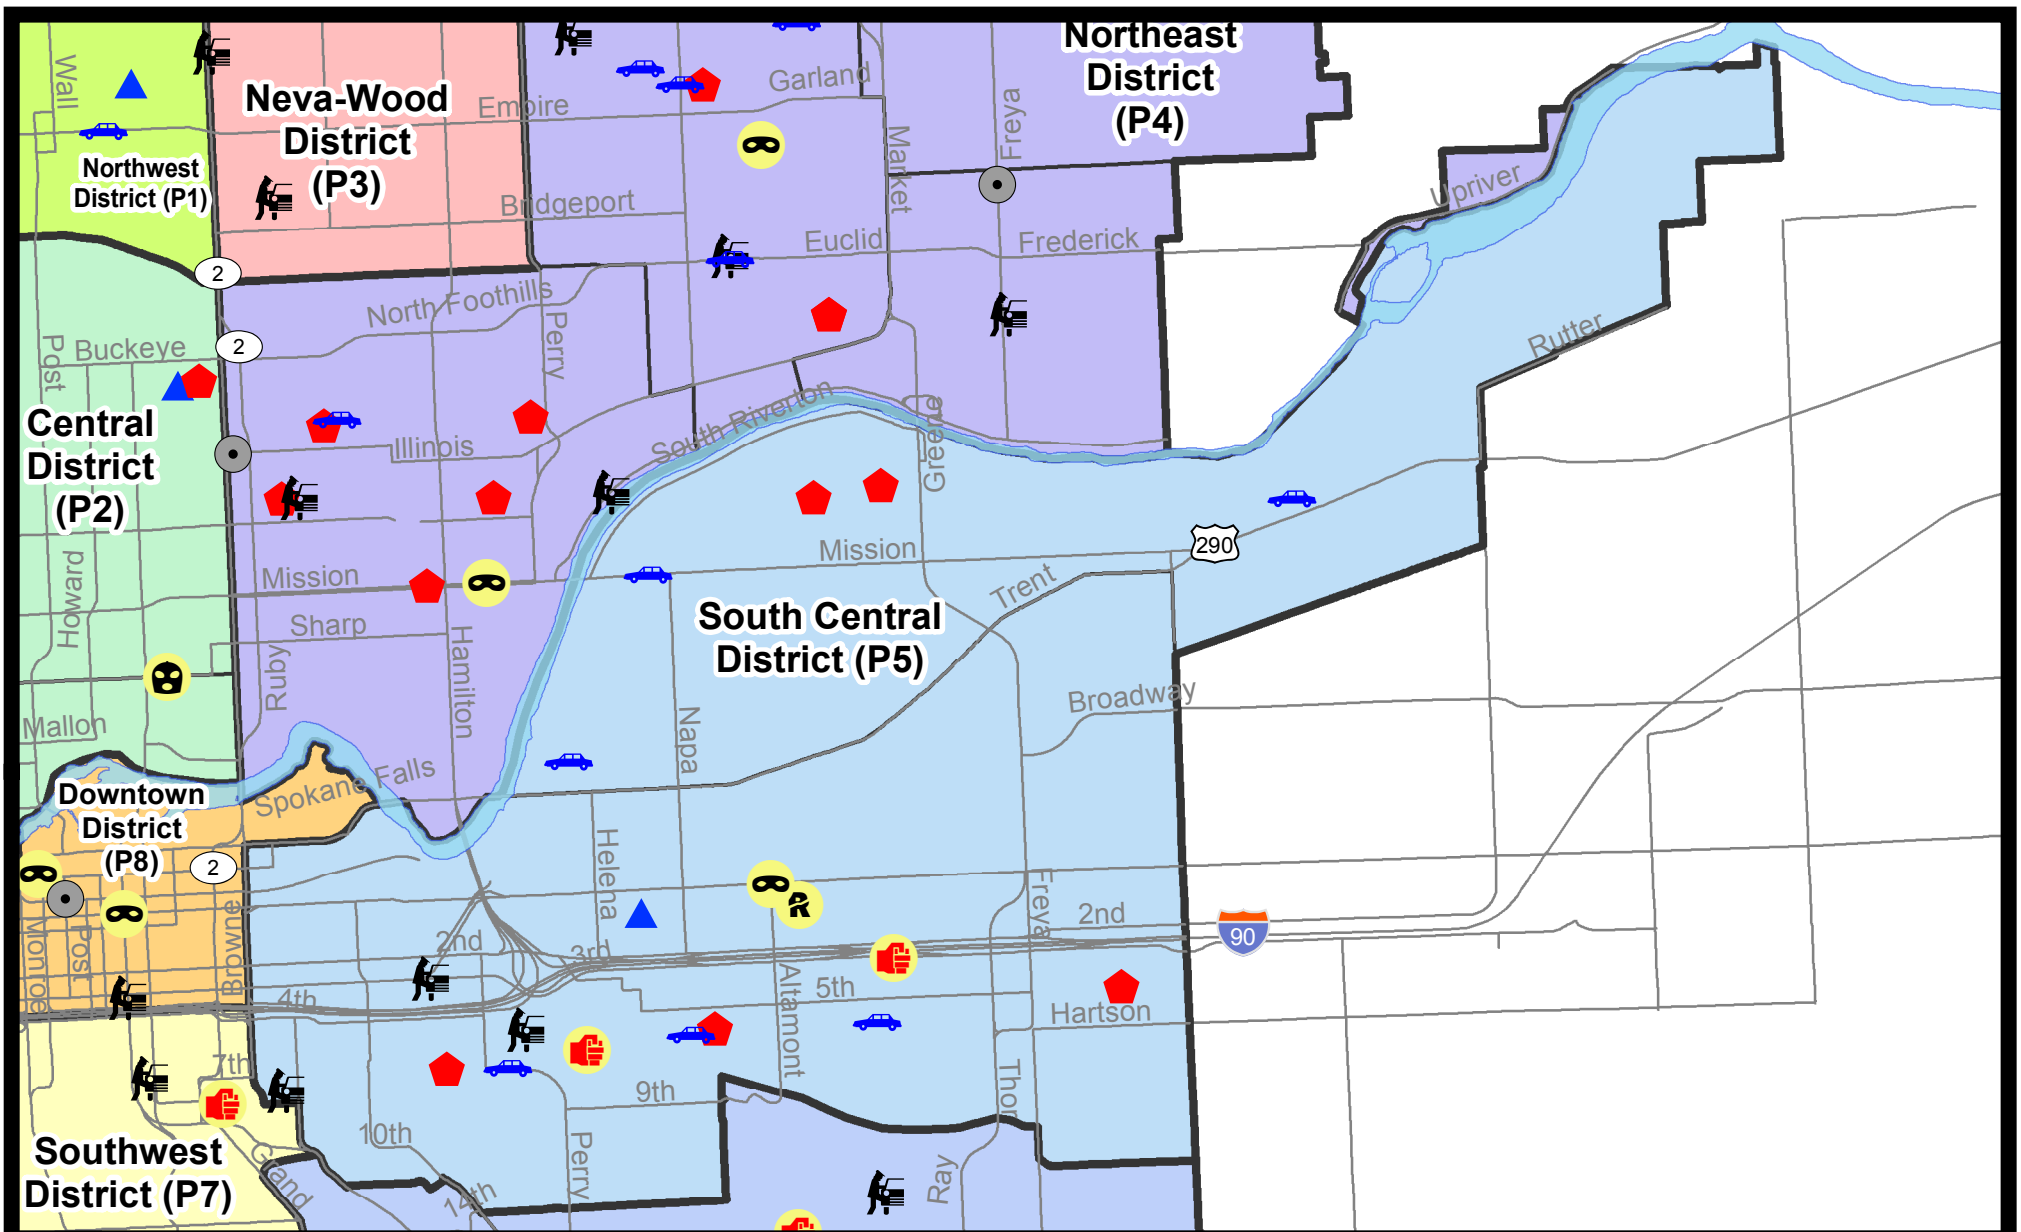 Northeast
District
(P4)
Neva-Wood
District
(P3)
Northwest
District (P1)
Wall
Empire
Garland
Freya
Market
Bridgeport
Euclid
Frederick
Upriver
2
North Foothills
Perry
2
Buckeye
Post
Rutter
Central
District
(P2)
Illinois
South Riverton
Greene
Mission
290
Howard
Mission
Trent
Sharp
South Central
District (P5)
Hamilton
Ruby
Broadway
Napa
Mallon
Spokane Falls
Downtown
District
(P8)
2
Helena
Freya
2nd
90
Monroe
Post
Browne
2nd
3rd
Altamont
5th
4th
Hartson
7th
Thor
9th
10th
Southwest
District (P7)
Grand
14th
Perry
Ray